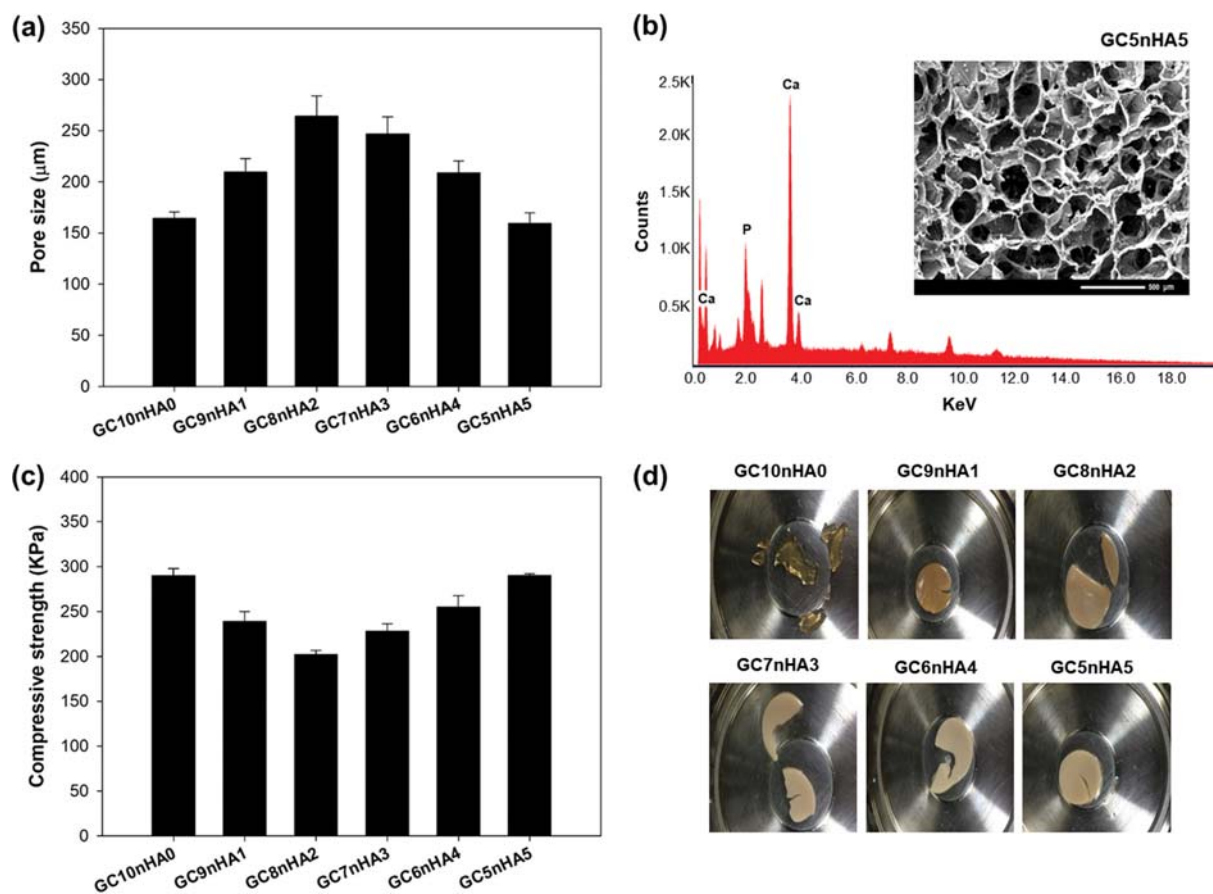 (a)
350
300
250
200
150
100
50
0
Pore size (μm)
GC10nHA0
GC9nHA1
GC8nHA2
GC7nHA3
GC6nHA4
GC5nHA5
(b)
GC5nHA5
2.5K
2.0K
1.5K
1.0K
0.5K
Counts
Ca
P
Ca
Ca
500 μm
0.0 2.0 4.0 6.0 8.0 10.0 12.0 14.0 16.0 18.0
KeV
(c)
400
350
300
250
200
150
100
50
0
Compressive strength (KPa)
GC10nHA0
GC9nHA1
GC8nHA2
GC7nHA3
GC6nHA4
GC5nHA5
(d)
GC10nHA0 GC9nHA1 GC8nHA2
GC7nHA3 GC6nHA4 GC5nHA5